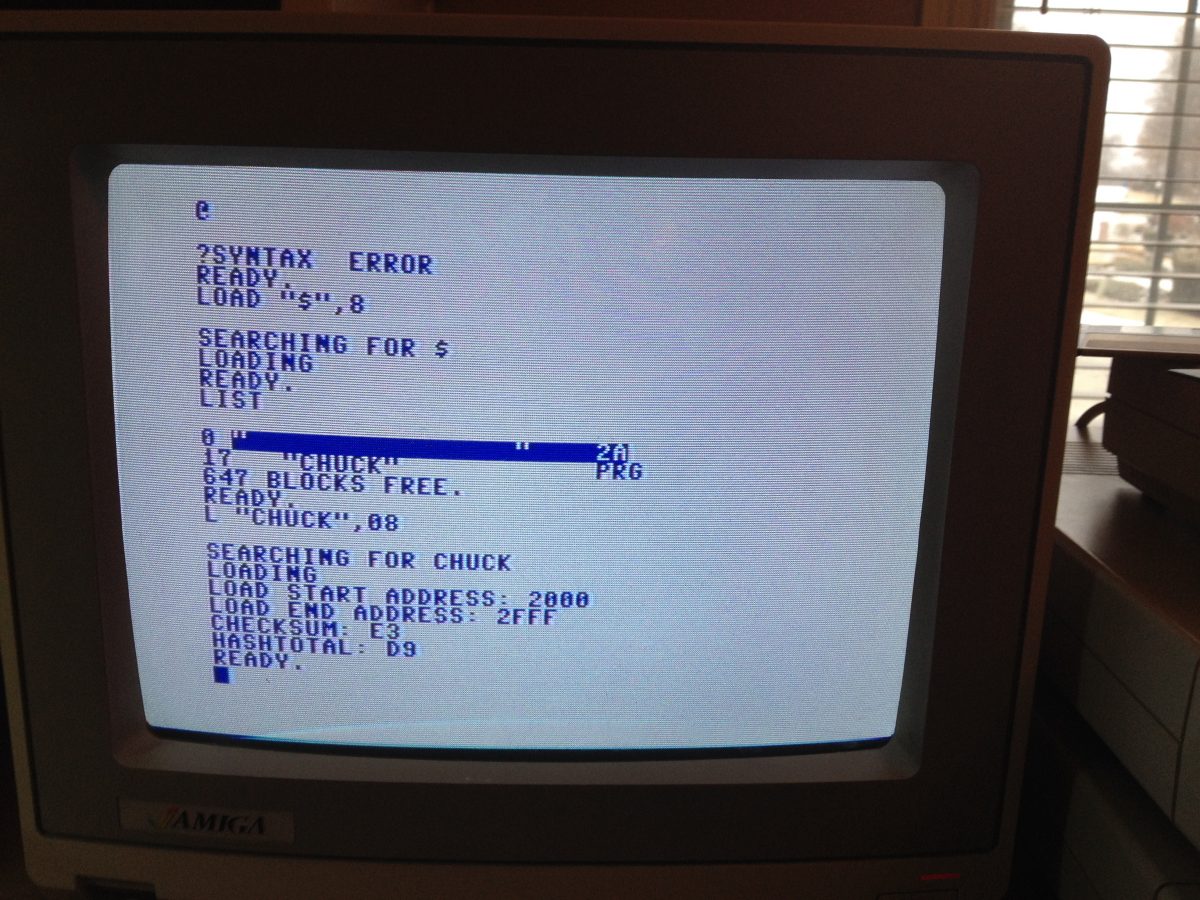 @
?SYNTAX  ERROR
READY.
LOAD "$",8
SEARCHING FOR $
LOADING
READY.
LIST
0 "                " 2A
17   "CHUCK"            PRG
647 BLOCKS FREE.
READY.
L "CHUCK",08
SEARCHING FOR CHUCK
LOADING
LOAD START ADDRESS: 2000
LOAD END ADDRESS: 2FFF
CHECKSUM: E3
HASHTOTAL: D9
READY.
AMIGA